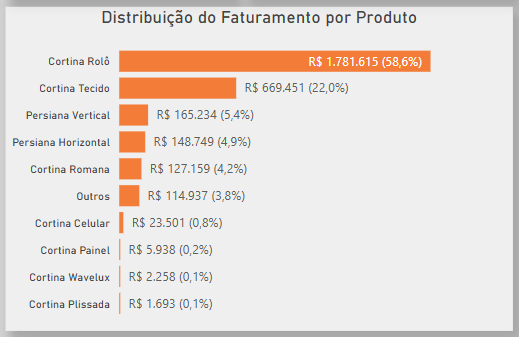 Distribuição do Faturamento por Produto
Cortina Rolô R$ 1.781.615 (58,6%)
Cortina Tecido R$ 669.451 (22,0%)
Persiana Vertical R$ 165.234 (5,4%)
Persiana Horizontal R$ 148.749 (4,9%)
Cortina Romana R$ 127.159 (4,2%)
Outros R$ 114.937 (3,8%)
Cortina Celular R$ 23.501 (0,8%)
Cortina Painel R$ 5.938 (0,2%)
Cortina Wavelux R$ 2.258 (0,1%)
Cortina Plissada R$ 1.693 (0,1%)